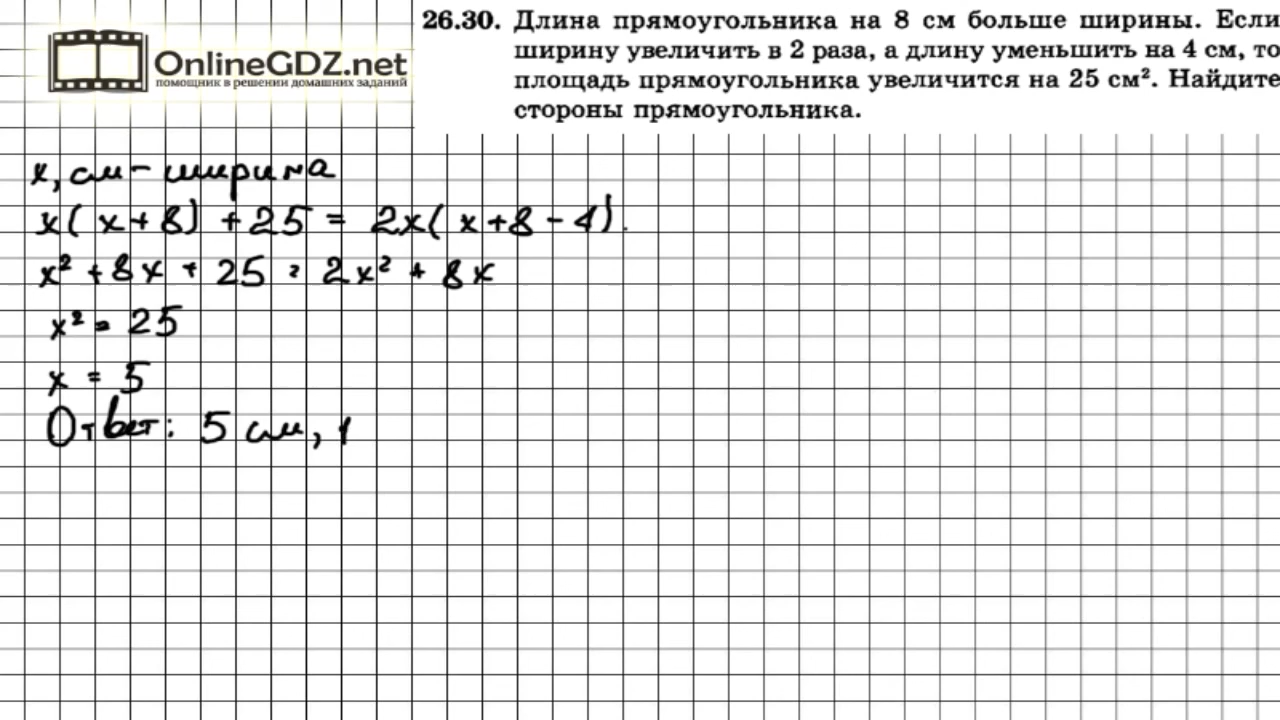 OnlineGDZ.net
помощник в решении домашних заданий
26.30. Длина прямоугольника на 8 см больше ширины. Если
ширину увеличить в 2 раза, а длину уменьшить на 4 см, то
площадь прямоугольника увеличится на 25 см². Найдите
стороны прямоугольника.
x, см - ширина
x( x+8) +25 = 2x( x+8-4).
x² + 8x + 25 = 2x² + 8x
x² = 25
x = 5
Ответ: 5 см, 1